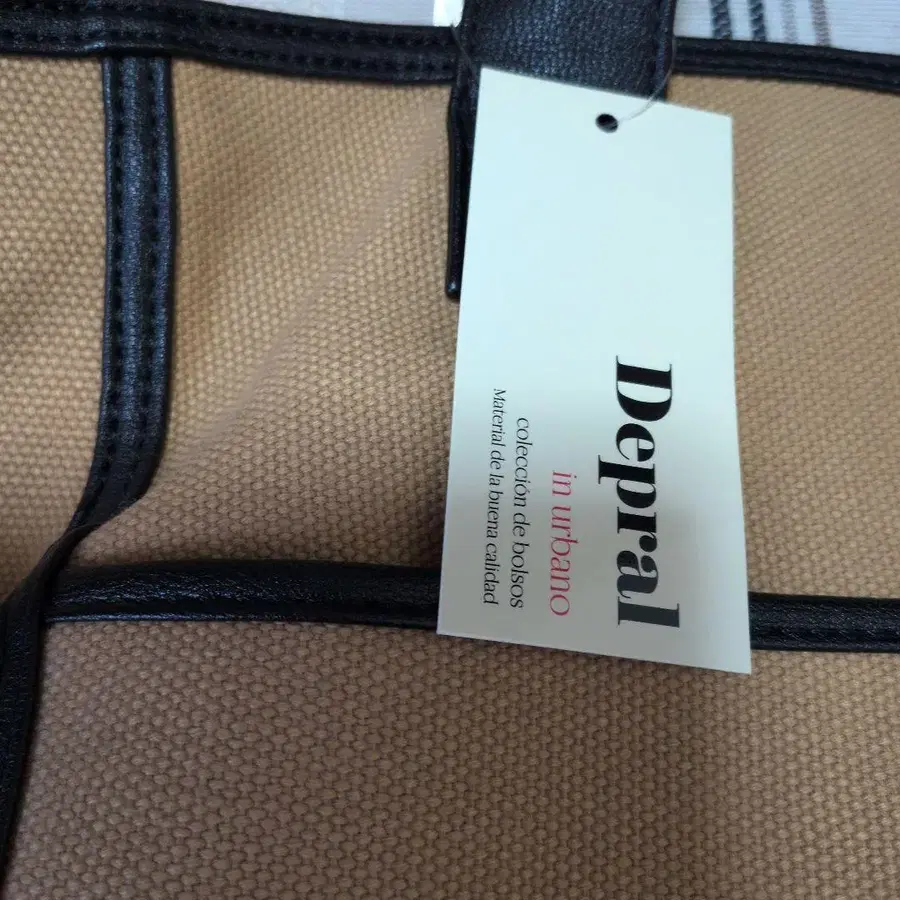 Depral
in urbano
colección de bolsos
Material de la buena calidad